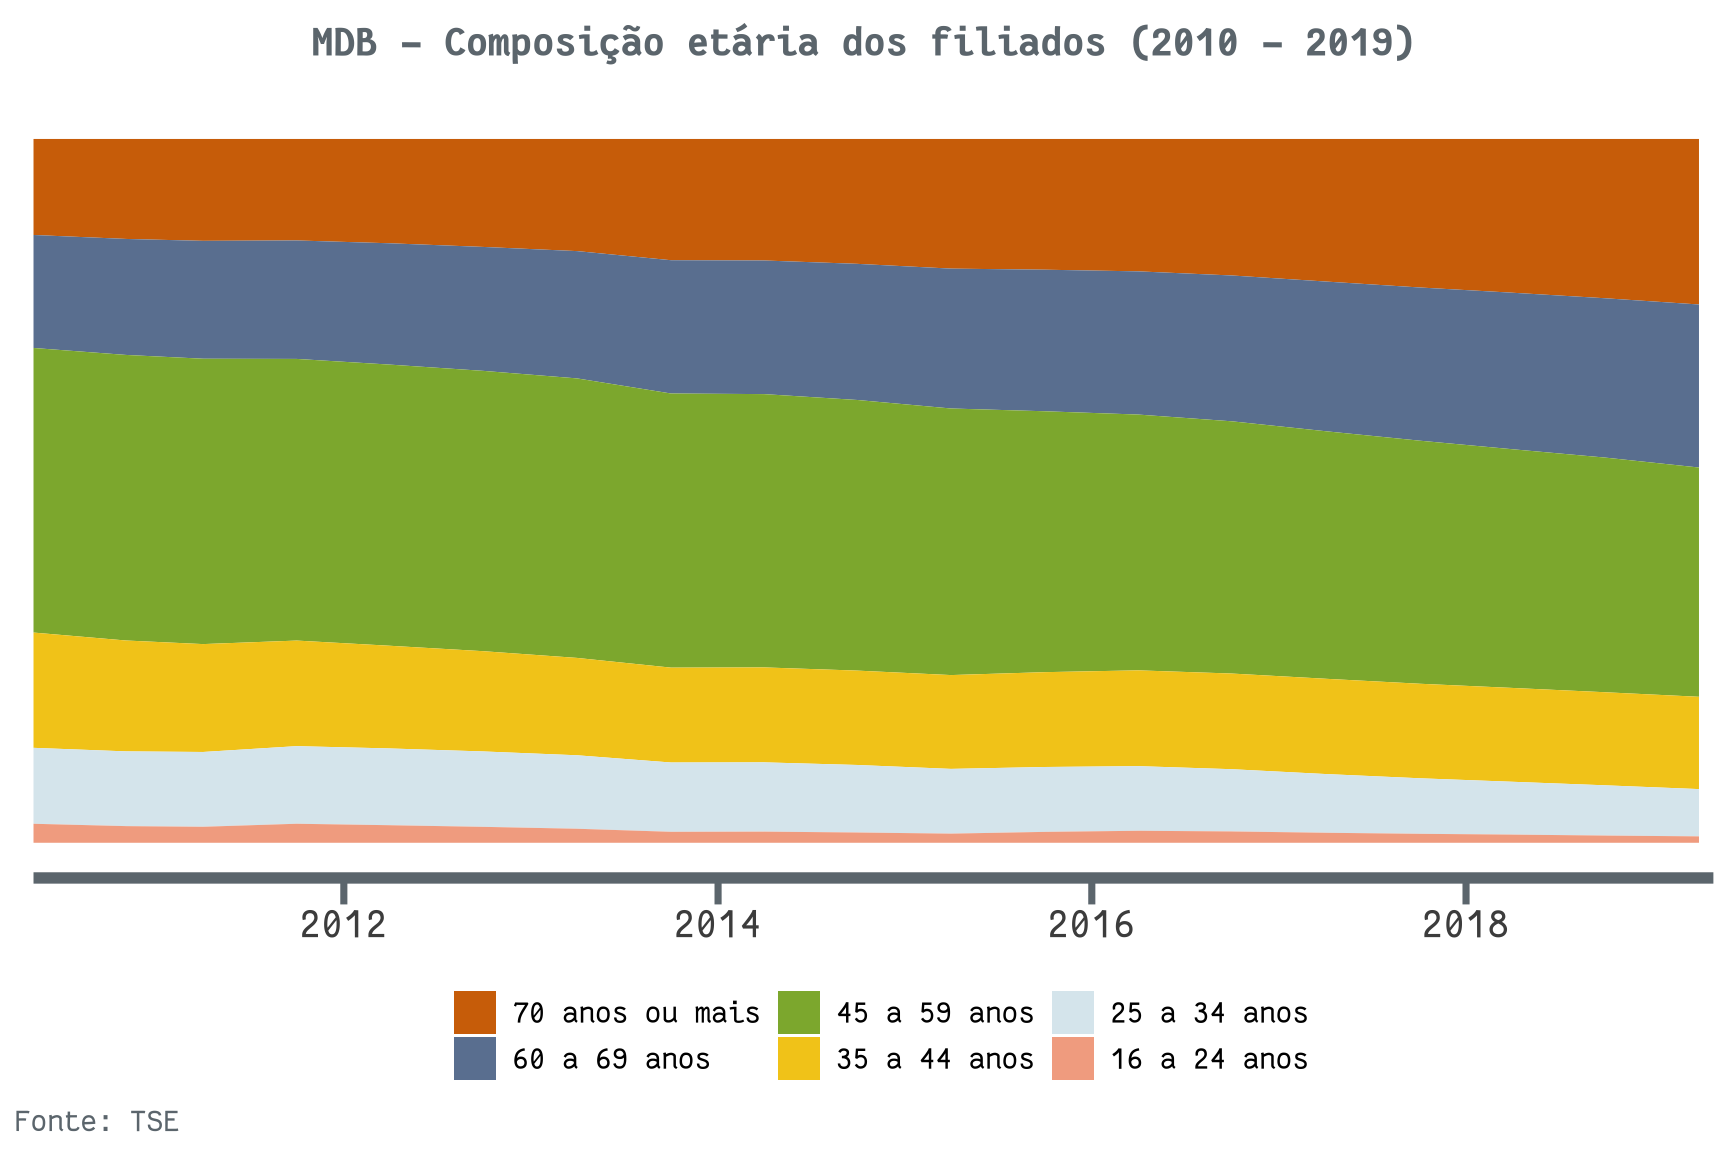 MDB – Composição etária dos filiados (2010 – 2019)
2012 2014 2016 2018
70 anos ou mais 45 a 59 anos 25 a 34 anos
60 a 69 anos 35 a 44 anos 16 a 24 anos
Fonte: TSE